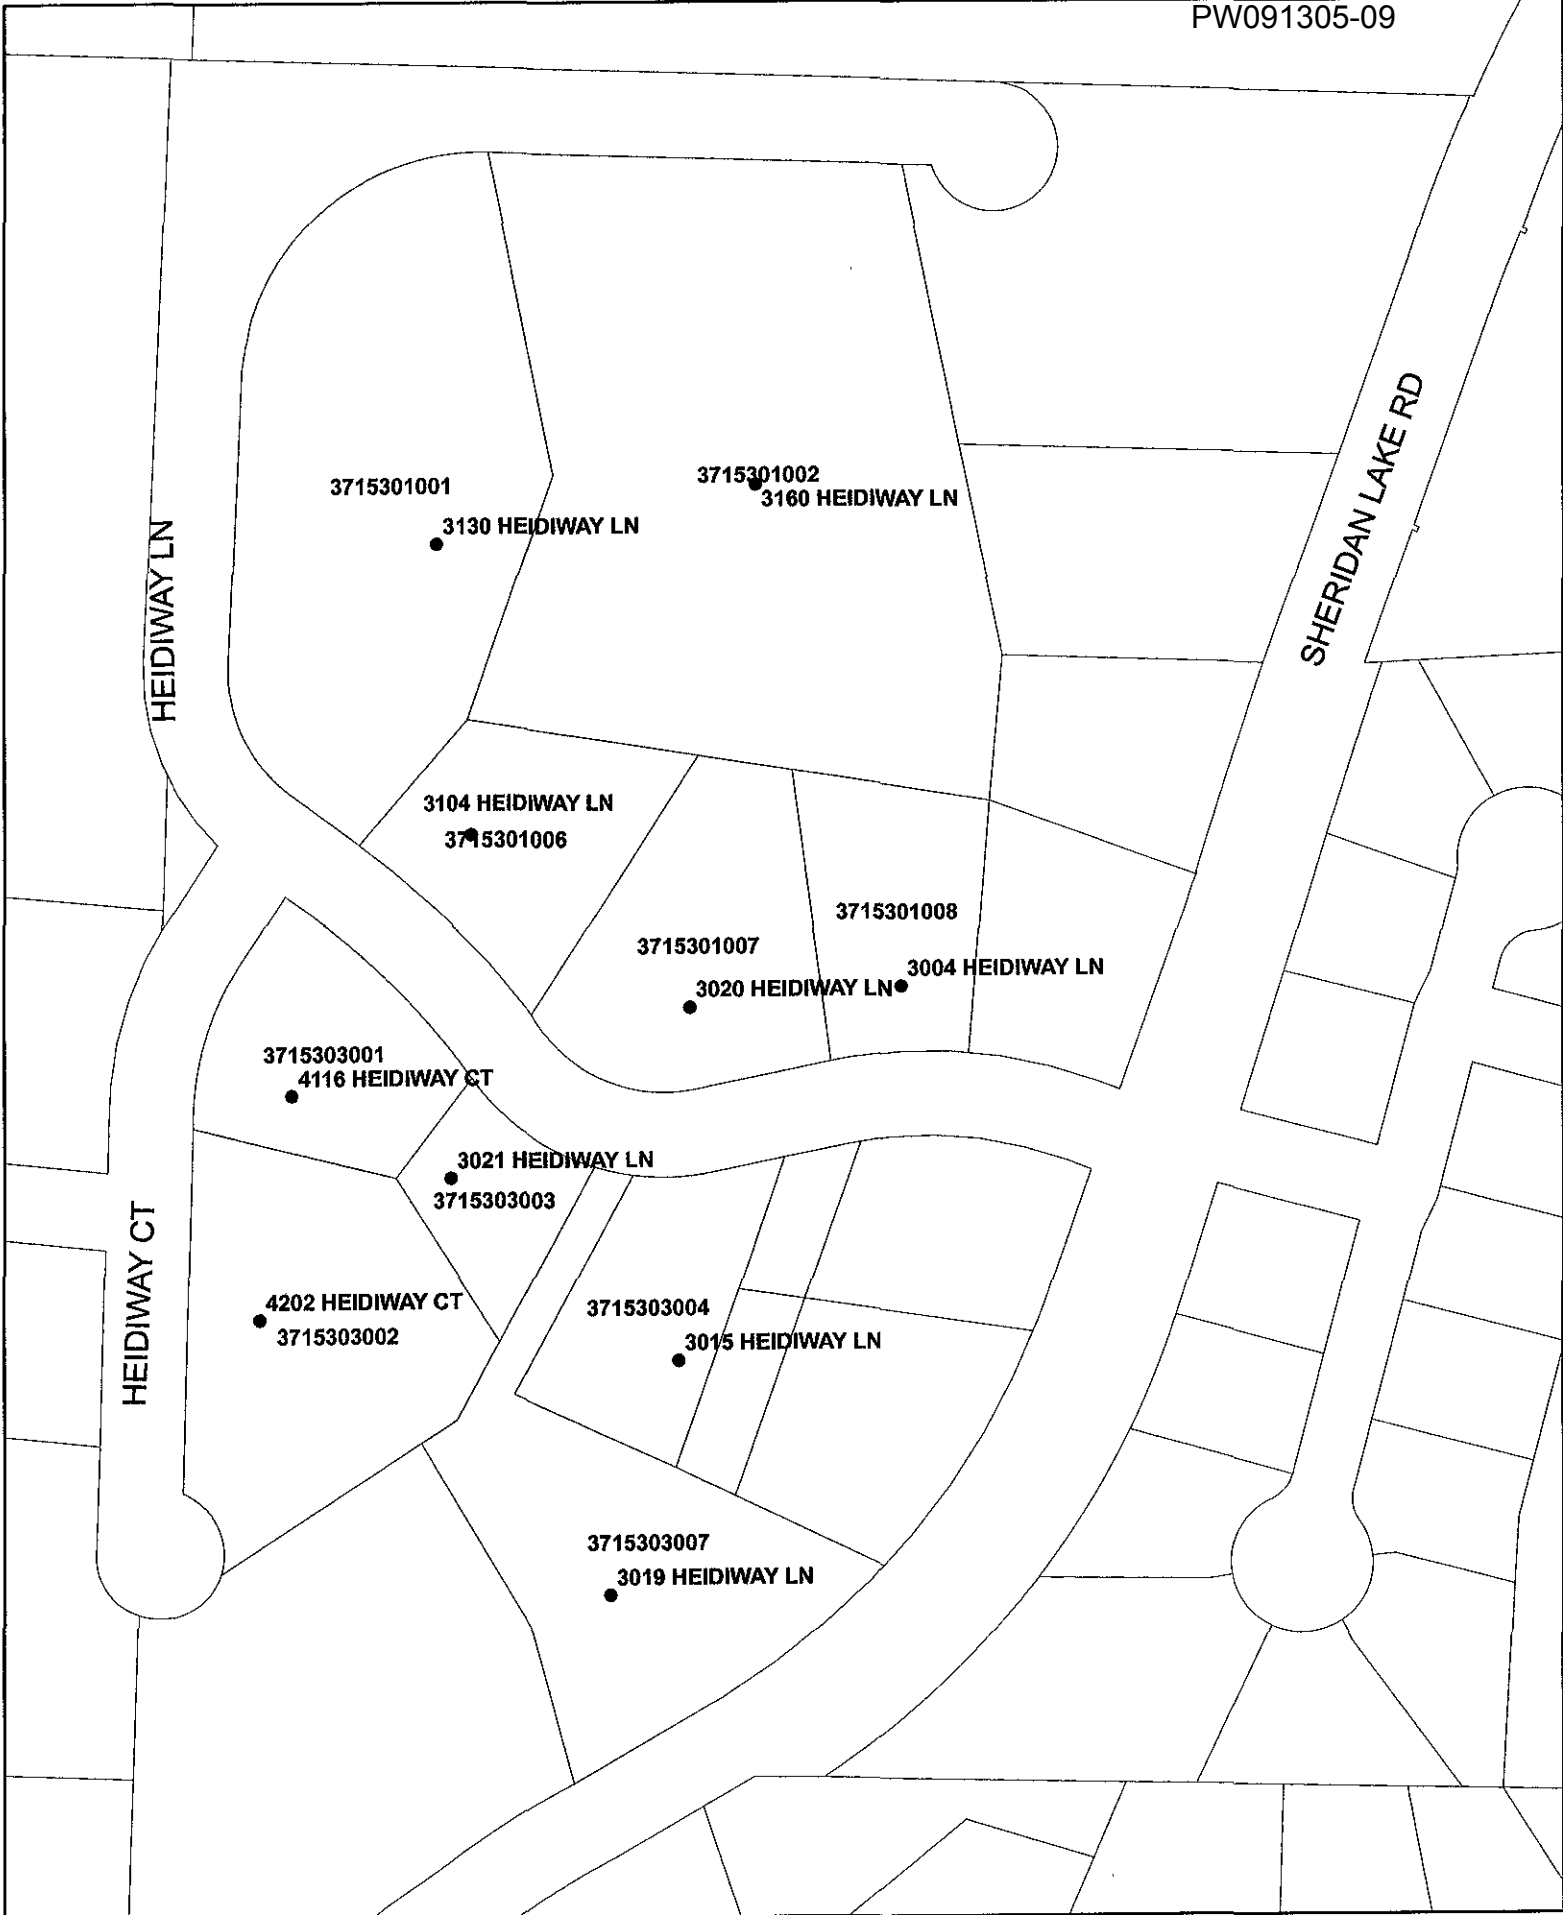 PW091305-09
SHERIDAN LAKE RD
3715301002
3160 HEIDIWAY LN
3715301001
3130 HEIDIWAY LN
HEIDIWAY LN
3104 HEIDIWAY LN
3715301006
3715301008
3004 HEIDIWAY LN
3715301007
3020 HEIDIWAY LN
3715303001
4116 HEIDIWAY CT
3021 HEIDIWAY LN
3715303003
HEIDIWAY CT
4202 HEIDIWAY CT
3715303002
3715303004
3015 HEIDIWAY LN
3715303007
3019 HEIDIWAY LN